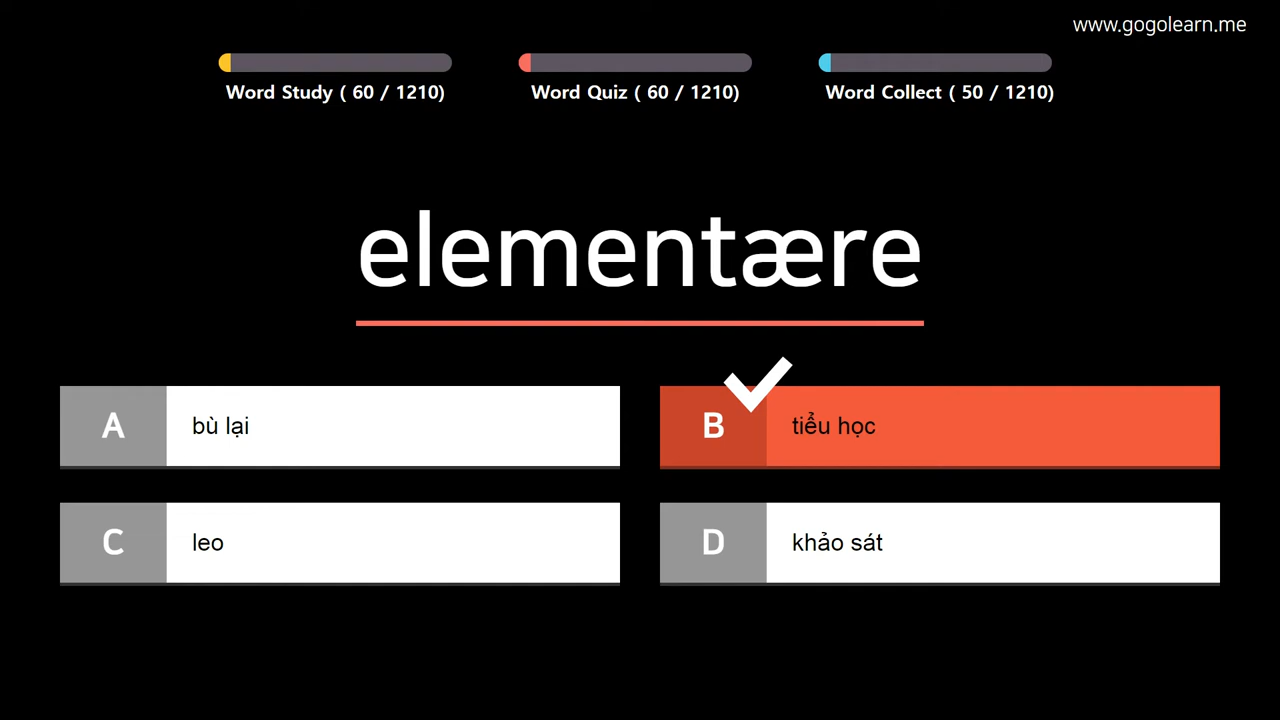 www.gogolearn.me
Word Study ( 60 / 1210)
Word Quiz ( 60 / 1210)
Word Collect ( 50 / 1210)
elementære
A bù lại
B tiểu học
C leo
D khảo sát